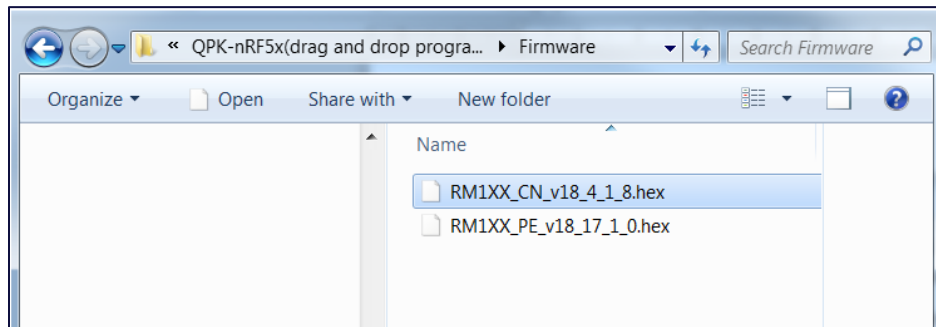 « QPK-nRF5x(drag and drop progra... Firmware Search Firmware
Organize Open Share with New folder
Name
RM1XX_CN_v18_4_1_8.hex
RM1XX_PE_v18_17_1_0.hex